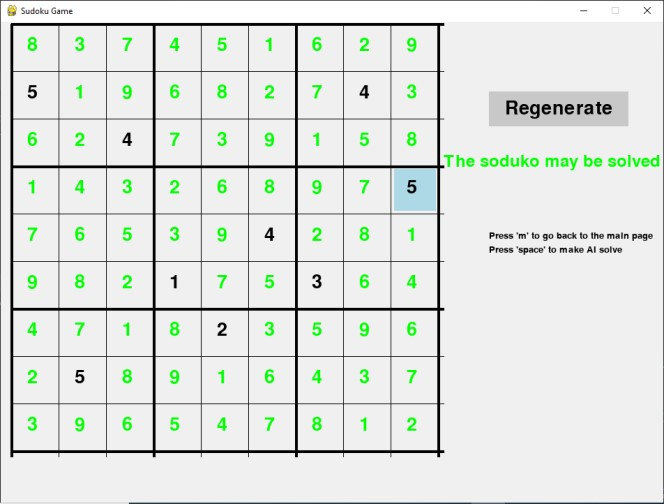 Sudoku Game
8 3 7 4 5 1 6 2 9
5 1 9 6 8 2 7 4 3
6 2 4 7 3 9 1 5 8
1 4 3 2 6 8 9 7 5
7 6 5 3 9 4 2 8 1
9 8 2 1 7 5 3 6 4
4 7 1 8 2 3 5 9 6
2 5 8 9 1 6 4 3 7
3 9 6 5 4 7 8 1 2
Regenerate
The soduko may be solved
Press 'm' to go back to the main page
Press 'space' to make AI solve